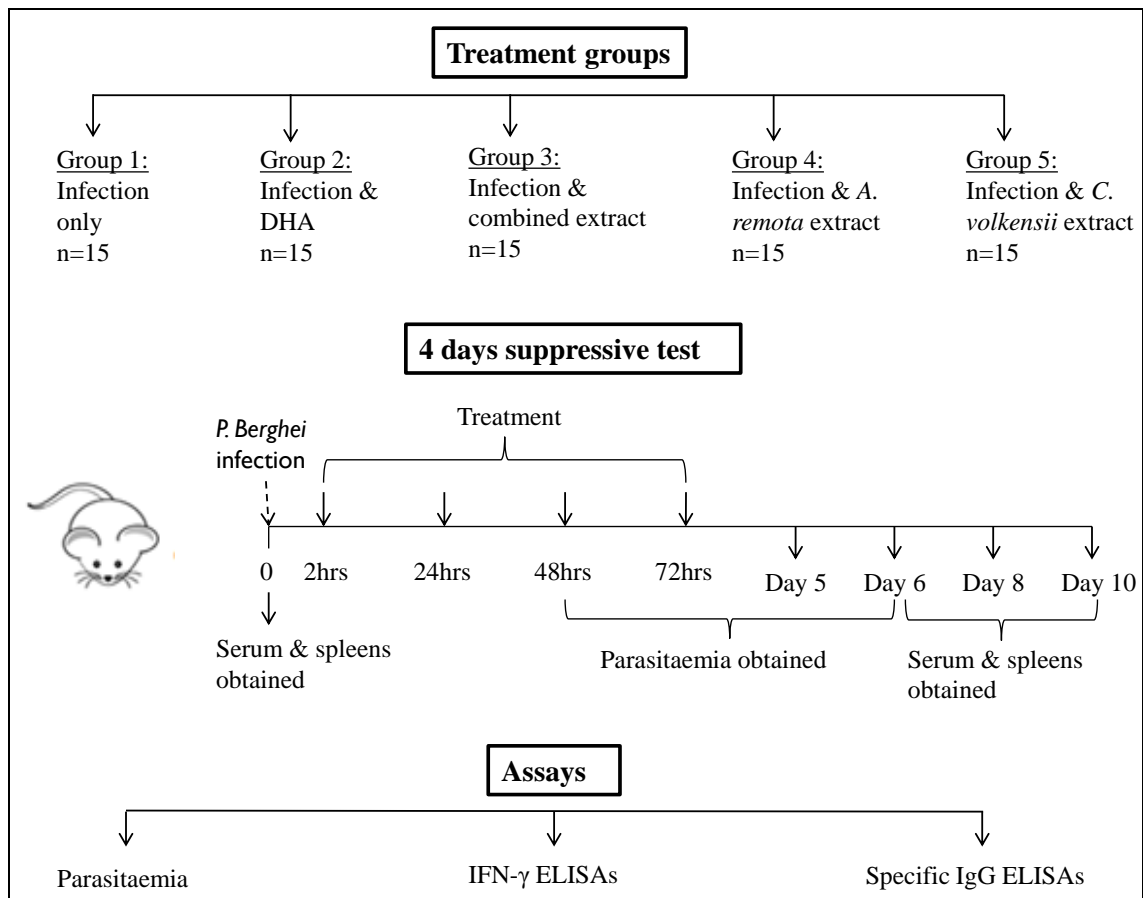 Treatment groups
Group 1:
Infection
only
n=15
Group 2:
Infection &
DHA
n=15
Group 3:
Infection &
combined extract
n=15
Group 4:
Infection & A.
remota extract
n=15
Group 5:
Infection & C.
volkensii extract
n=15
4 days suppressive test
P. Berghei
infection
Treatment
0
2hrs
24hrs
48hrs
72hrs
Day 5
Day 6
Day 8
Day 10
Serum & spleens
obtained
Parasitaemia obtained
Serum & spleens
obtained
Assays
Parasitaemia
IFN-γ ELISAs
Specific IgG ELISAs